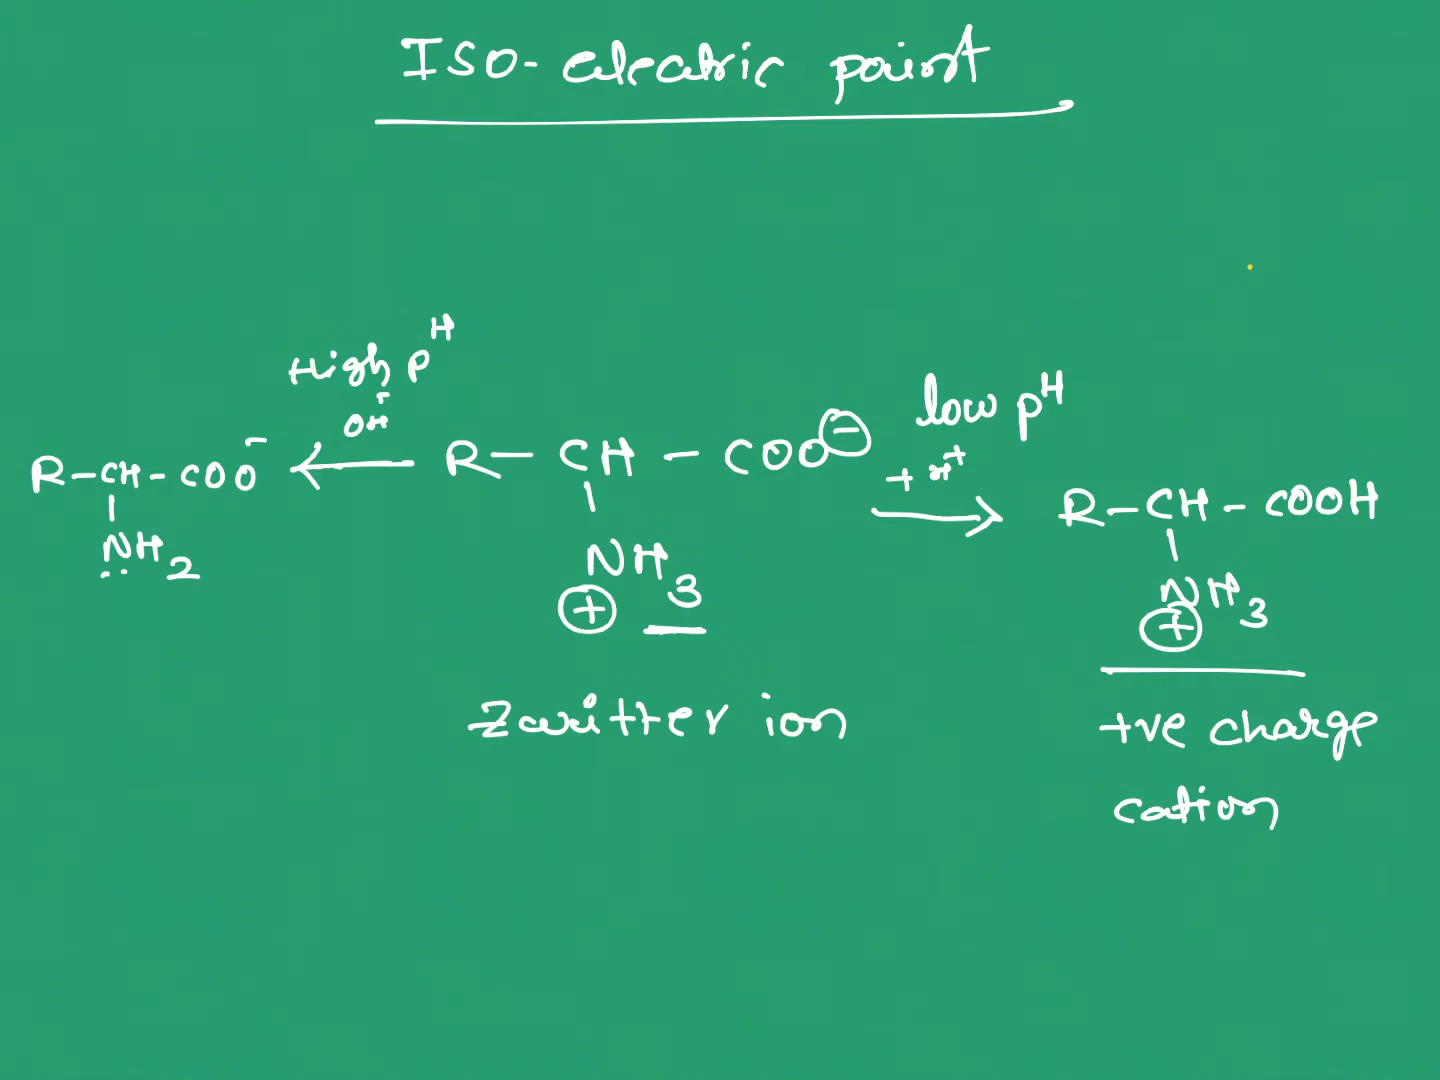 ISO-electric point
High pH
OH⁻
low pH
+ H⁺
R-CH-COO⁻
NH2
R-CH-COO⊖
NH3
⊕
R-CH-COOH
NH3
⊕
Zwitter ion
+ve charge
cation